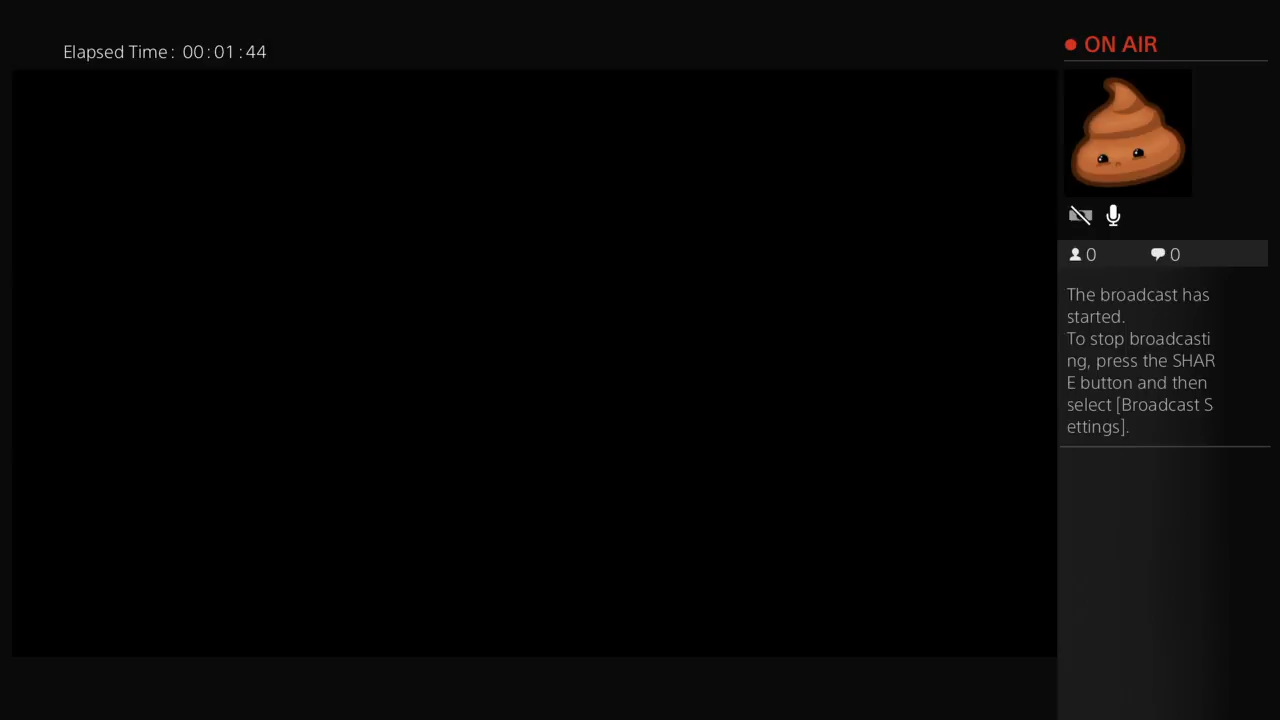 Elapsed Time: 00:01:44
ON AIR
0 0
The broadcast has
started.
To stop broadcasti
ng, press the SHAR
E button and then
select [Broadcast S
ettings].